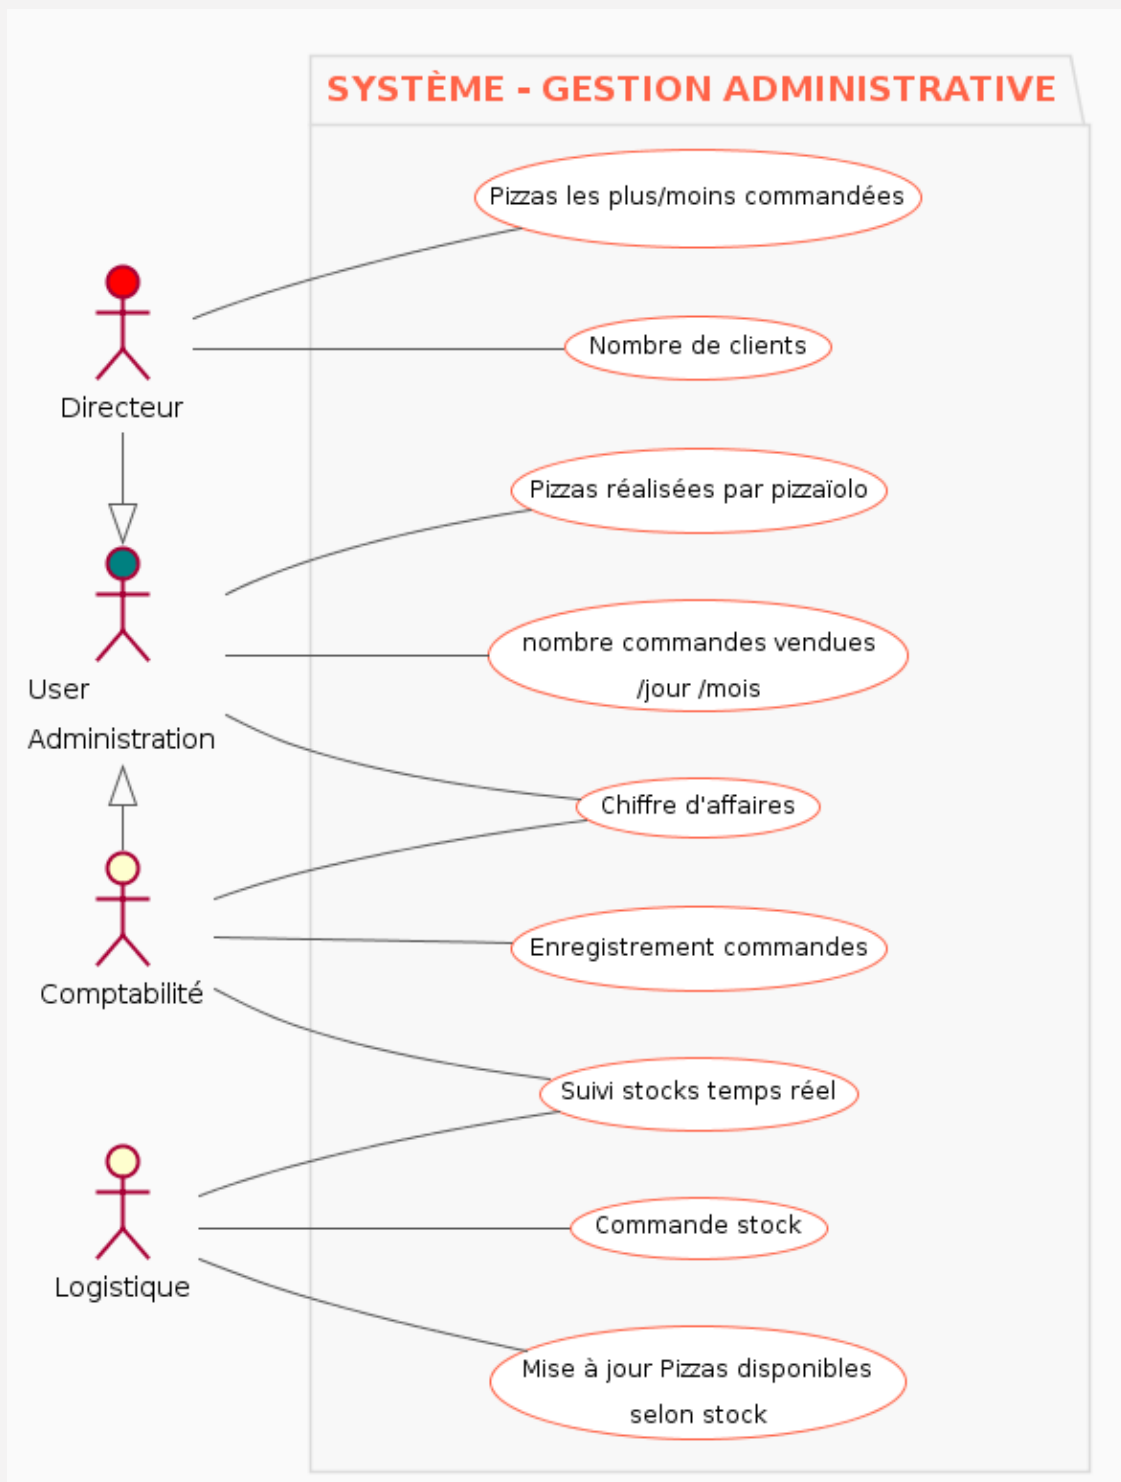 SYSTÈME - GESTION ADMINISTRATIVE
Pizzas les plus/moins commandées
Nombre de clients
Directeur
Pizzas réalisées par pizzaïolo
nombre commandes vendues
/jour /mois
User
Administration
Chiffre d'affaires
Enregistrement commandes
Comptabilité
Suivi stocks temps réel
Commande stock
Logistique
Mise à jour Pizzas disponibles
selon stock